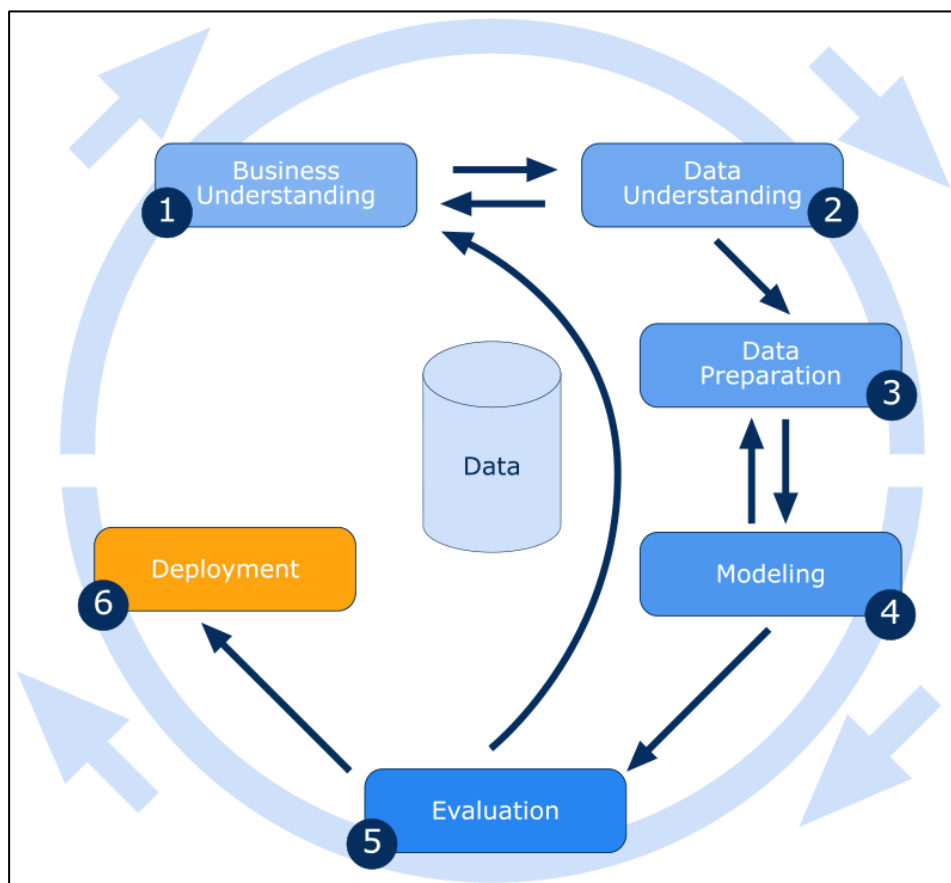 Business
Understanding
1
Data
Understanding
2
Data
Preparation
3
Data
Modeling
4
Deployment
6
Evaluation
5